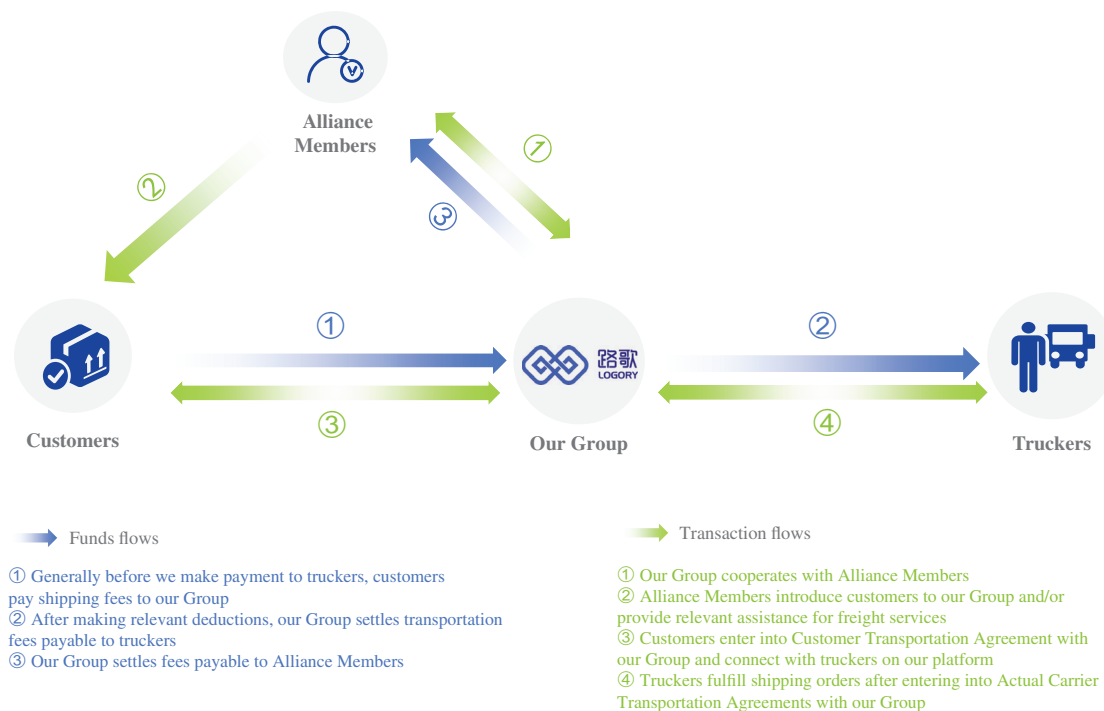 Alliance
Members
①
②
③
①
②
路歌
LOGORY
③
④
Customers
Our Group
Truckers
Funds flows
① Generally before we make payment to truckers, customers
pay shipping fees to our Group
② After making relevant deductions, our Group settles transportation
fees payable to truckers
③ Our Group settles fees payable to Alliance Members
Transaction flows
① Our Group cooperates with Alliance Members
② Alliance Members introduce customers to our Group and/or
provide relevant assistance for freight services
③ Customers enter into Customer Transportation Agreement with
our Group and connect with truckers on our platform
④ Truckers fulfill shipping orders after entering into Actual Carrier
Transportation Agreements with our Group